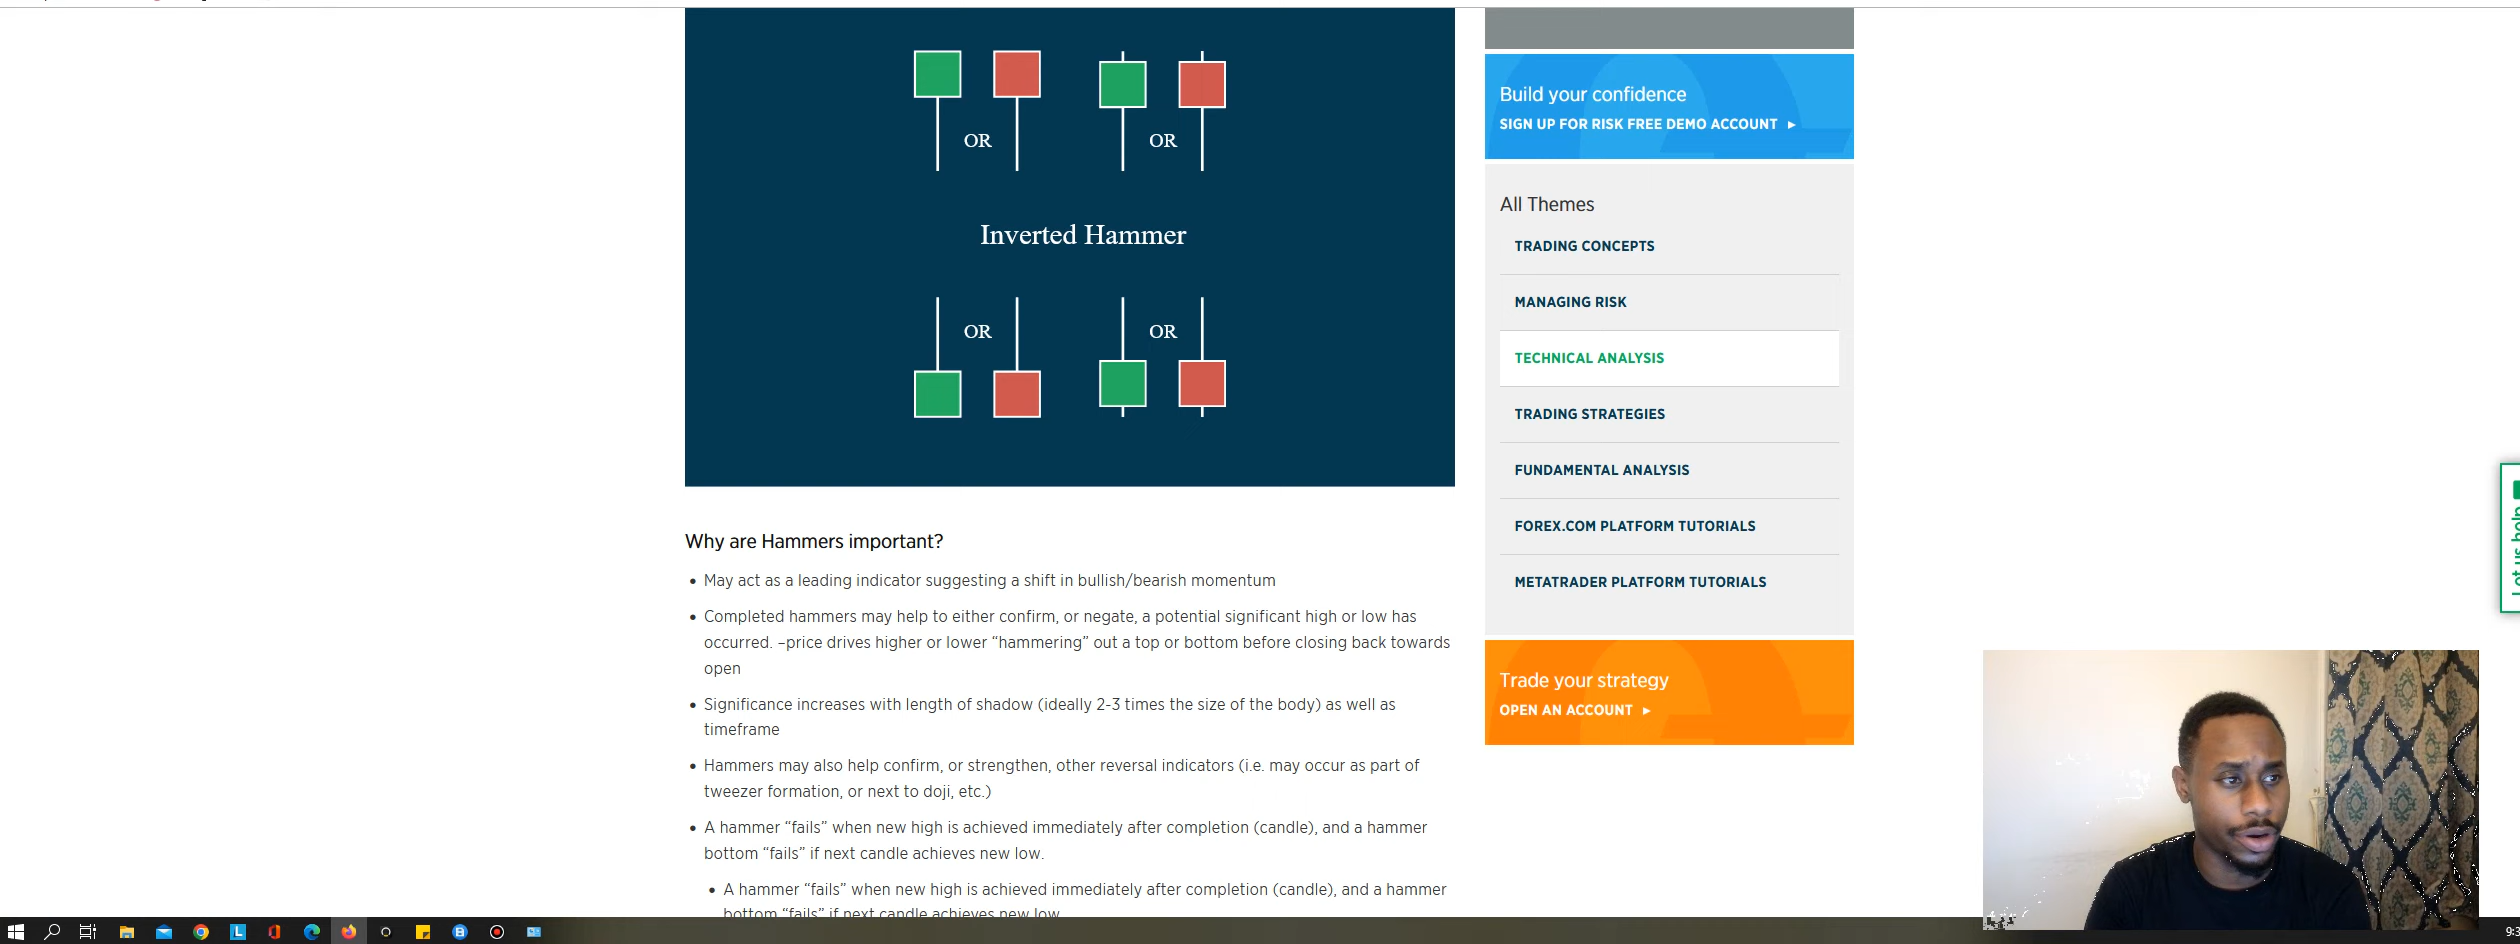 OR
OR
Inverted Hammer
OR
OR
Why are Hammers important?
• May act as a leading indicator suggesting a shift in bullish/bearish momentum
• Completed hammers may help to either confirm, or negate, a potential significant high or low has
occurred. –price drives higher or lower “hammering” out a top or bottom before closing back towards
open
• Significance increases with length of shadow (ideally 2-3 times the size of the body) as well as
timeframe
• Hammers may also help confirm, or strengthen, other reversal indicators (i.e. may occur as part of
tweezer formation, or next to doji, etc.)
• A hammer “fails” when new high is achieved immediately after completion (candle), and a hammer
bottom “fails” if next candle achieves new low.
• A hammer “fails” when new high is achieved immediately after completion (candle), and a hammer
bottom “fails” if next candle achieves new low
Build your confidence
SIGN UP FOR RISK FREE DEMO ACCOUNT ▸
All Themes
TRADING CONCEPTS
MANAGING RISK
TECHNICAL ANALYSIS
TRADING STRATEGIES
FUNDAMENTAL ANALYSIS
FOREX.COM PLATFORM TUTORIALS
METATRADER PLATFORM TUTORIALS
Trade your strategy
OPEN AN ACCOUNT ▸
Let us help
L
B